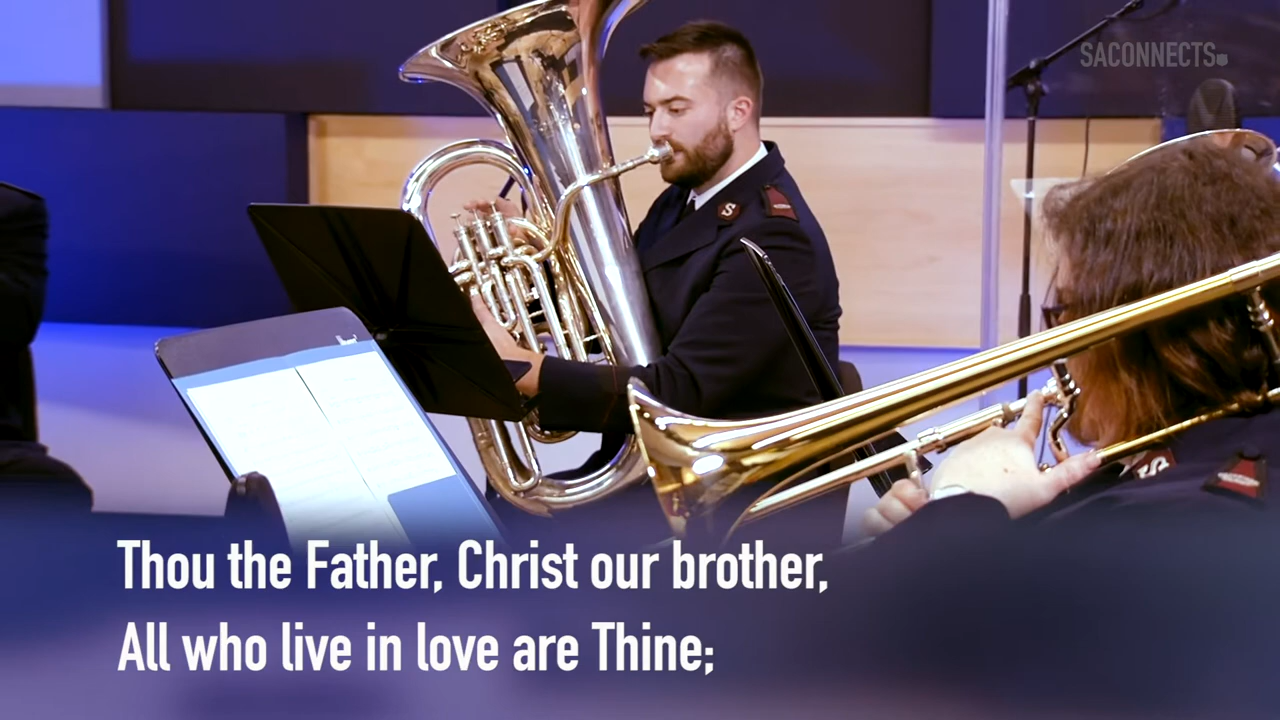 SACONNECTS
S
Thou the Father, Christ our brother,
All who live in love are Thine;
S